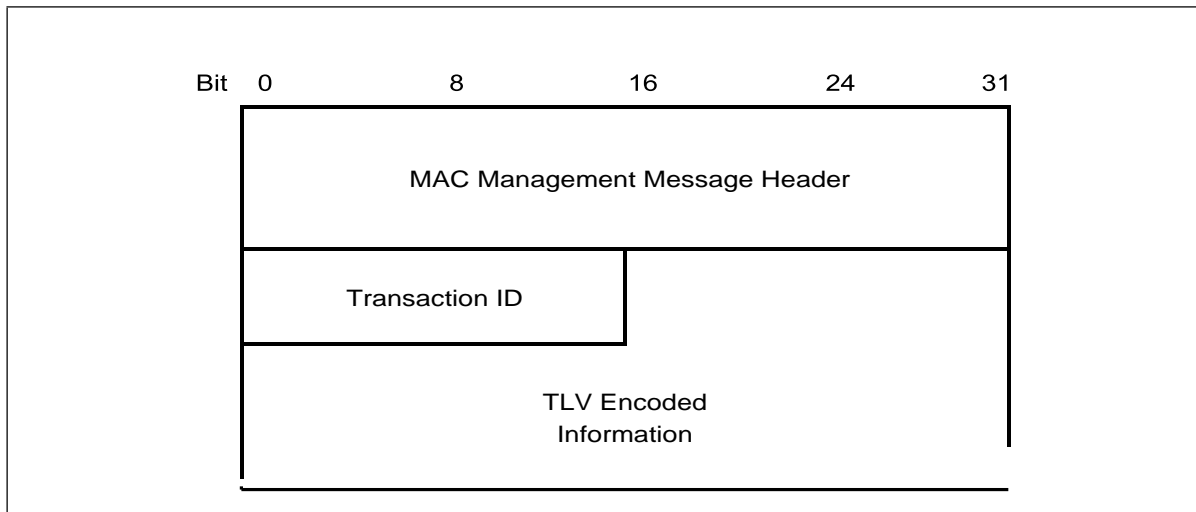 Bit 0 8 16 24 31
MAC Management Message Header
Transaction ID
TLV Encoded
Information